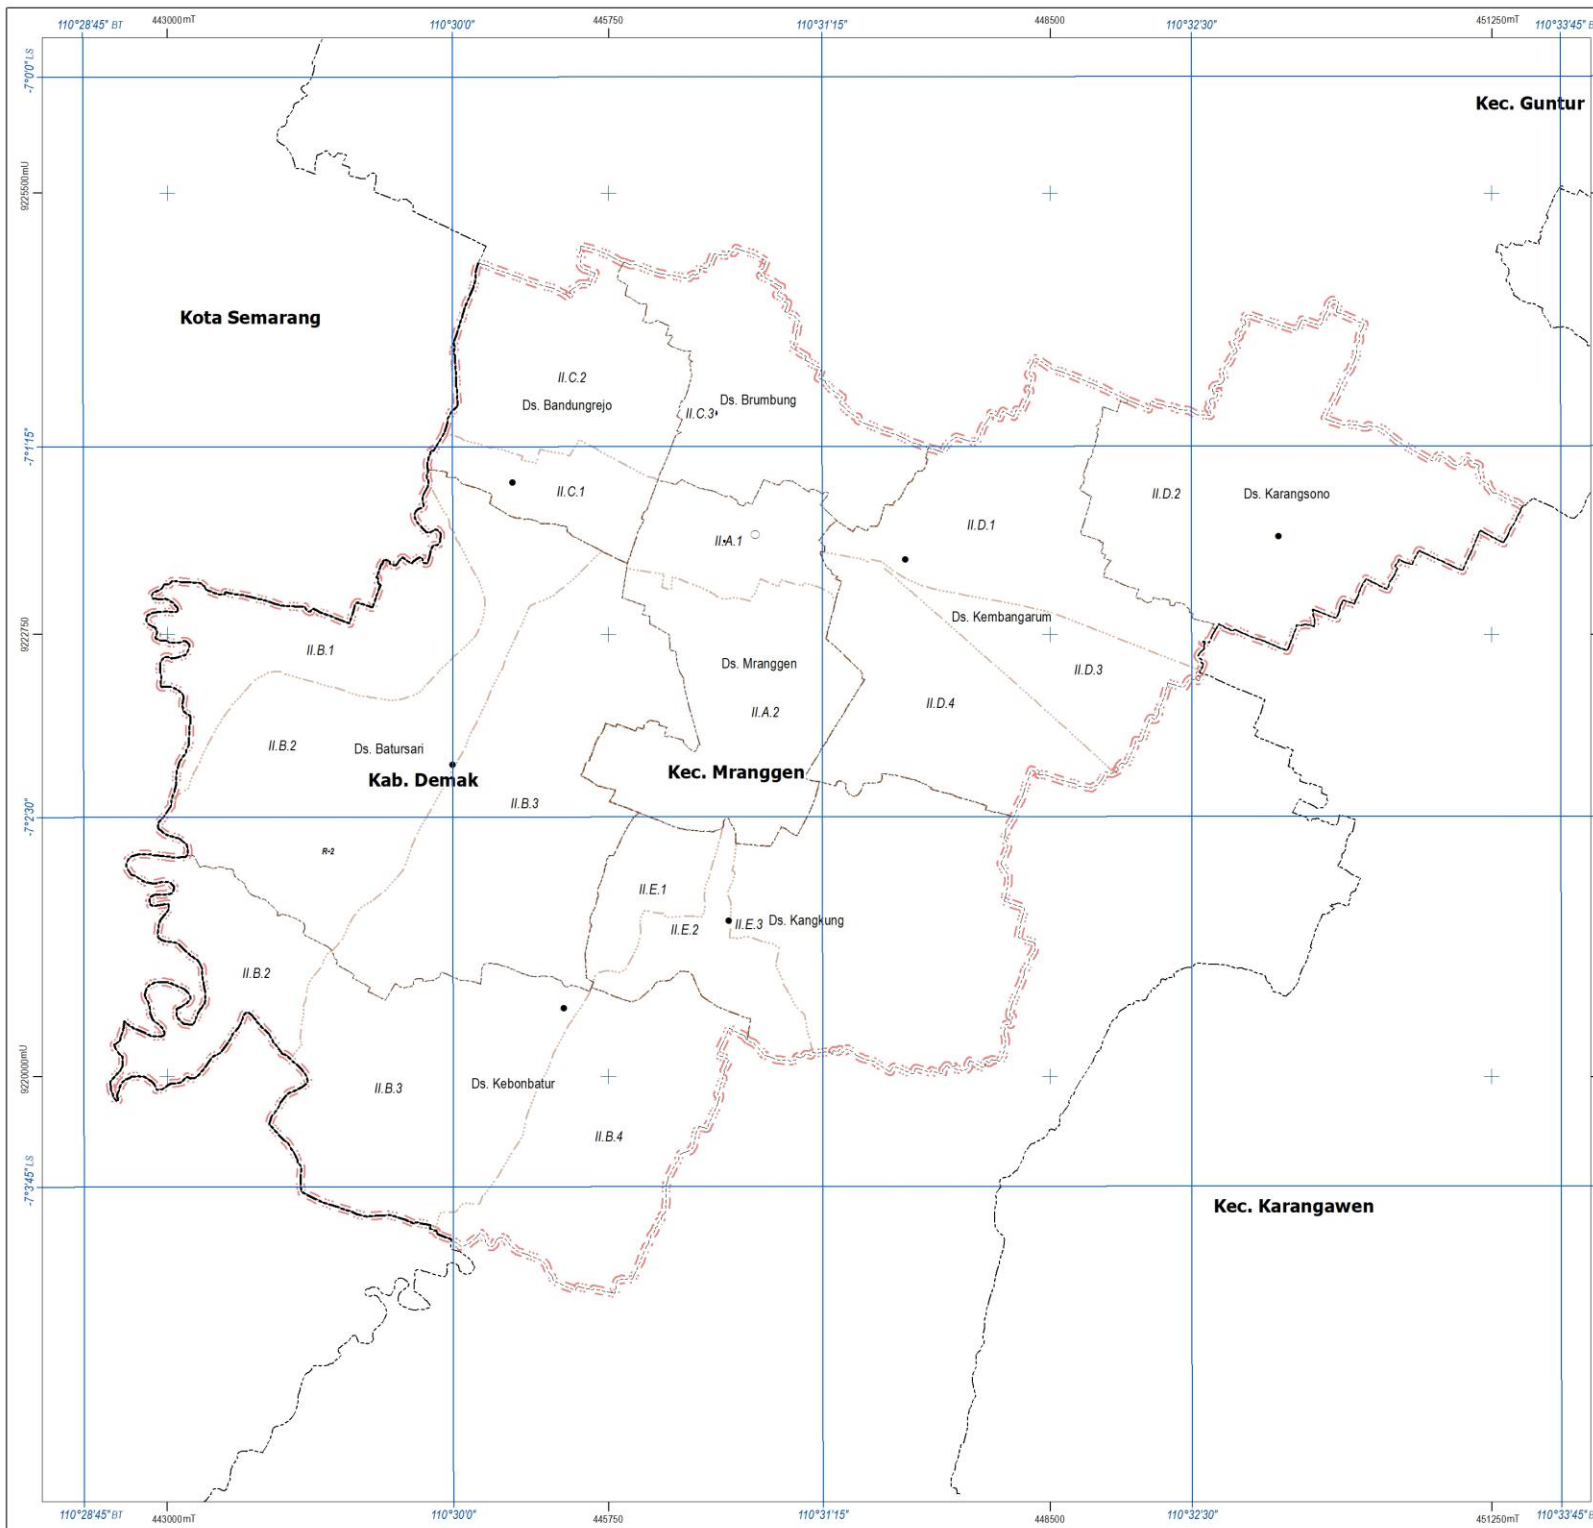 110°28'45" BT
443000mT
110°30'0"
445750
110°31'15"
448500
110°32'30"
451250mT
110°33'45" B
-7°0'0" LS
Kec. Guntur
9225500mU
Kota Semarang
II.C.2
Ds. Bandungrejo
Ds. Brumbung
II.C.3
-7°1'15"
II.C.1
II.D.2
Ds. Karangsono
II.D.1
II.A.1
Ds. Kembangarum
9222750
II.B.1
Ds. Mranggen
II.D.3
II.D.4
II.A.2
II.B.2
Ds. Batursari
Kab. Demak
Kec. Mranggen
II.B.3
-7°2'30"
R-2
II.E.1
II.E.2
II.E.3
Ds. Kangkung
II.B.2
9220000mU
II.B.3
Ds. Kebonbatur
II.B.4
-7°3'45" LS
Kec. Karangawen
110°28'45" BT
443000mT
110°30'0"
445750
110°31'15"
448500
110°32'30"
451250mT
110°33'45" B